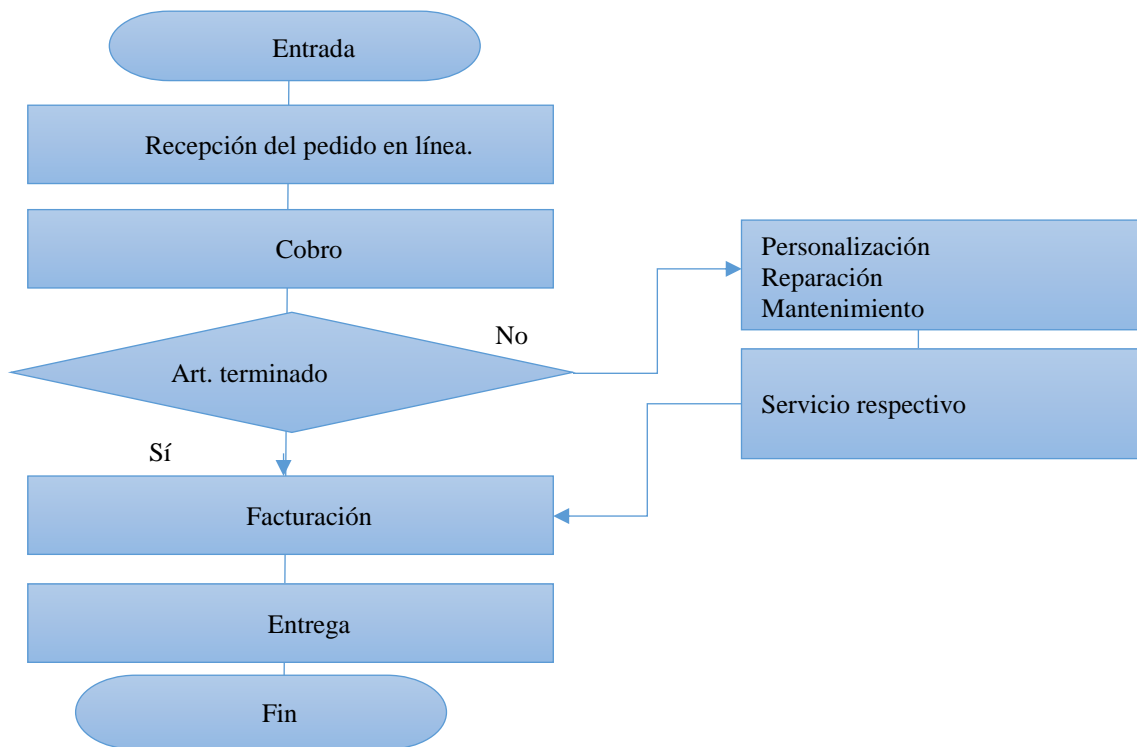 Entrada
Recepción del pedido en línea.
Cobro
Personalización
Reparación
Mantenimiento
No
Art. terminado
Servicio respectivo
Sí
Facturación
Entrega
Fin